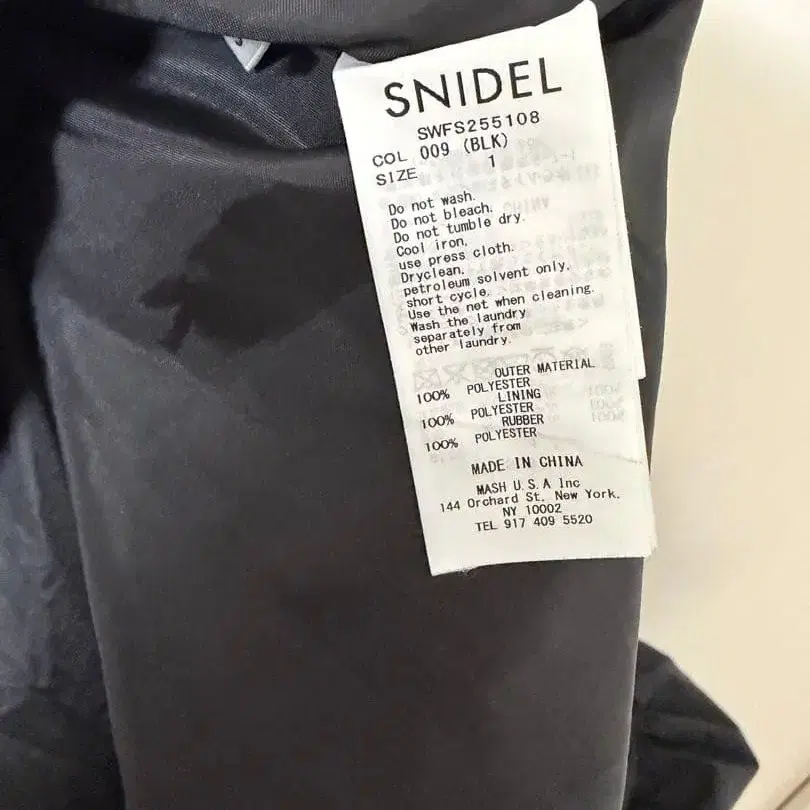 SNIDEL
SWFS255108
COL 009 (BLK)
SIZE 1
Do not wash.
Do not bleach.
Do not tumble dry.
Cool iron,
use press cloth.
Dryclean.
petroleum solvent only,
short cycle.
Use the net when cleaning.
Wash the laundry
separately from
other laundry.
OUTER MATERIAL
100% POLYESTER
LINING
100% POLYESTER
RUBBER
100% POLYESTER
MADE IN CHINA
MASH U.S.A Inc
144 Orchard St. New York.
NY 10002
TEL 917 409 5520